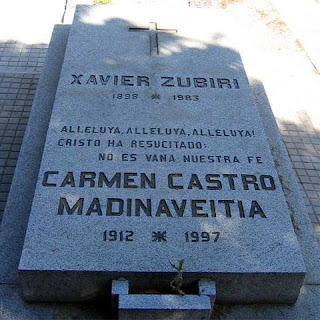 XAVIER ZUBIRI
1898 ✳ 1983
ALLELUYA, ALLELUYA, ALLELUYA!
CRISTO HA RESUCITADO:
NO ES VANA NUESTRA FE
CARMEN CASTRO
MADINAVEITIA
1912 ✳ 1997